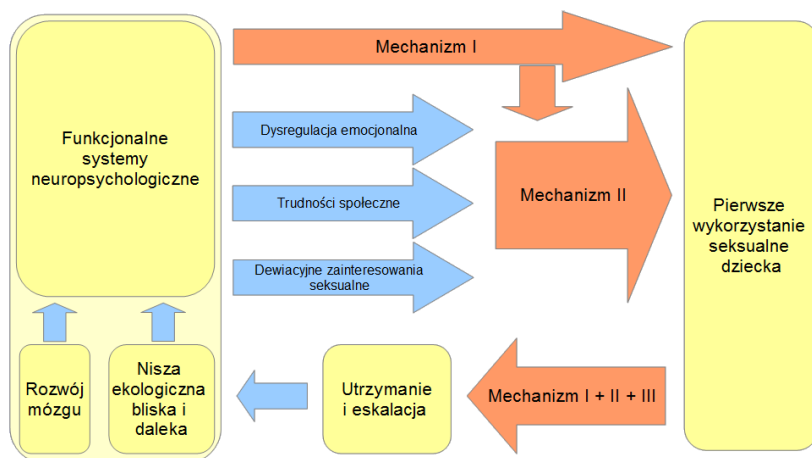 Mechanizm I
Funkcjonalne
systemy
neuropsychologiczne
Dysregulacja emocjonalna
Trudności społeczne
Dewiacyjne zainteresowania
seksualne
Mechanizm II
Pierwsze
wykorzystanie
seksualne
dziecka
Rozwój
mózgu
Nisza
ekologiczna
bliska i
daleka
Utrzymanie
i eskalacja
Mechanizm I + II + III